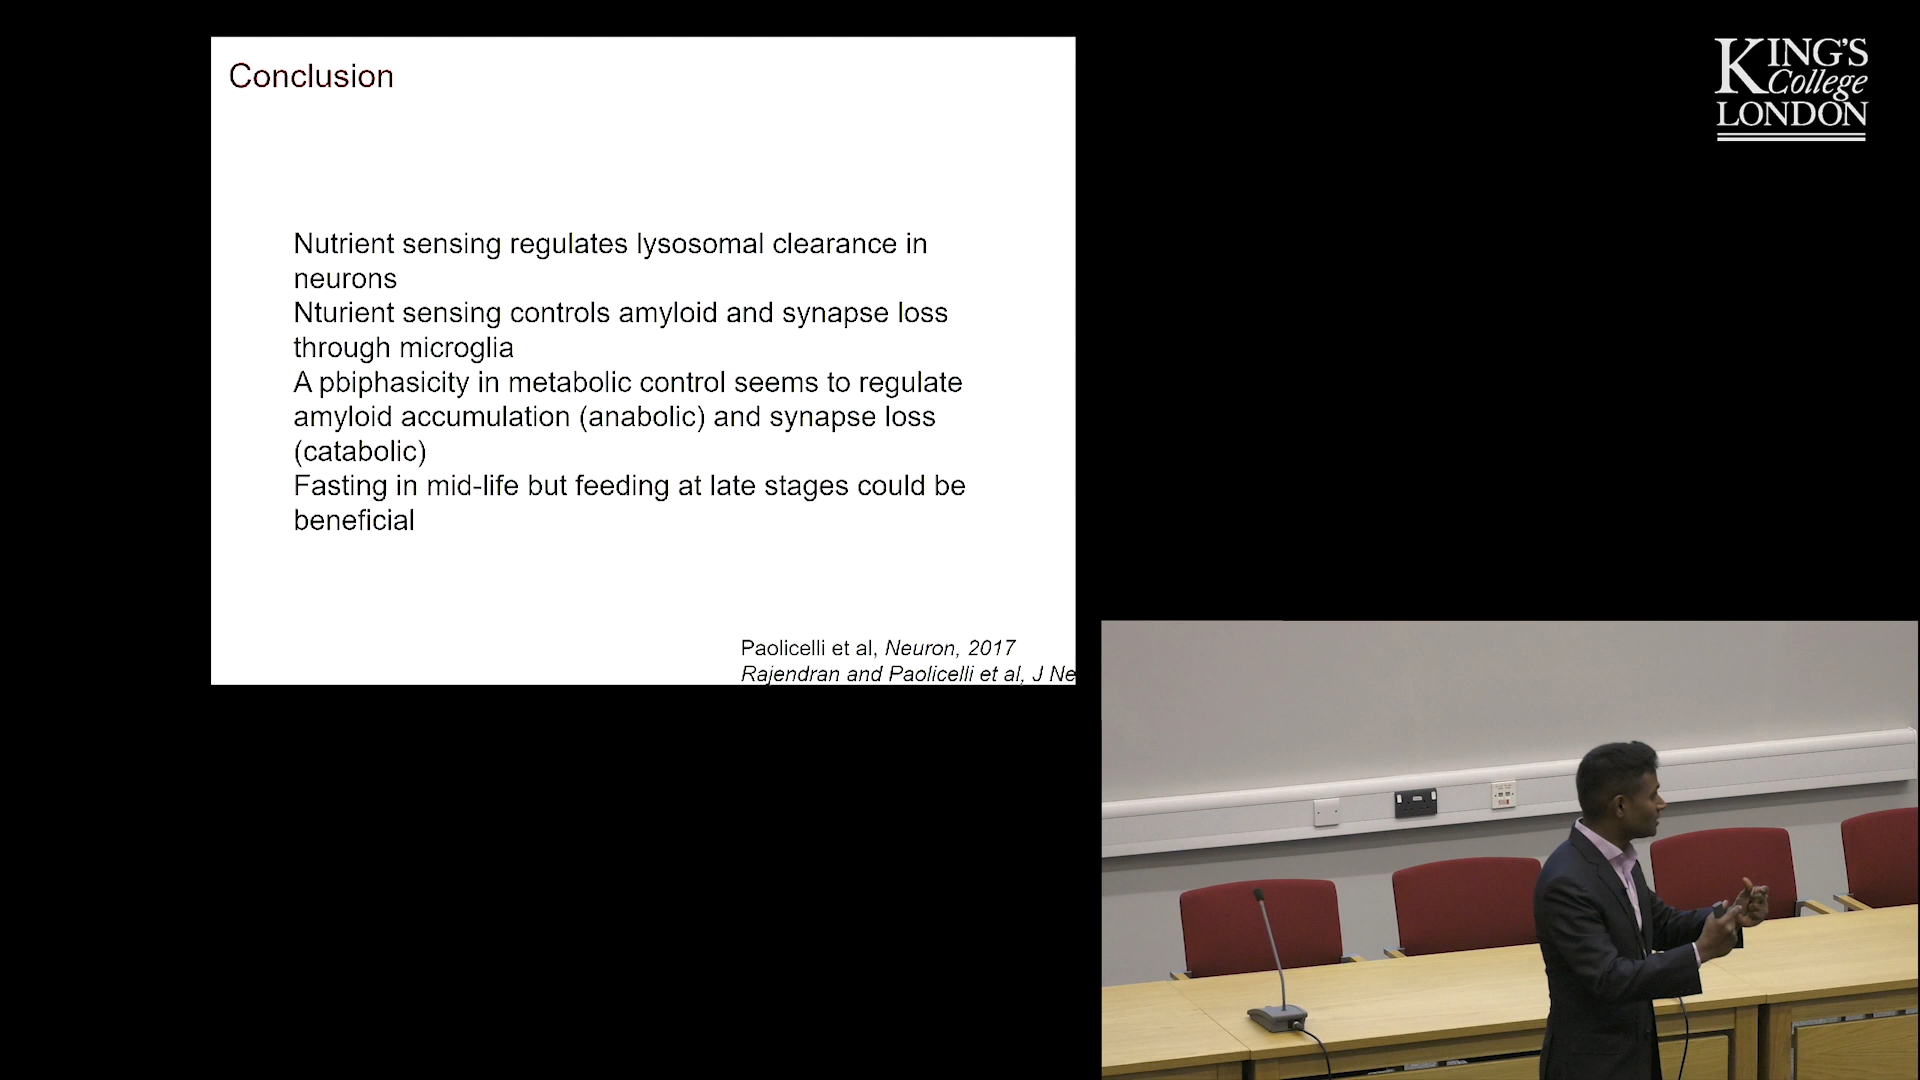 Conclusion
Nutrient sensing regulates lysosomal clearance in
neurons
Nturient sensing controls amyloid and synapse loss
through microglia
A pbiphasicity in metabolic control seems to regulate
amyloid accumulation (anabolic) and synapse loss
(catabolic)
Fasting in mid-life but feeding at late stages could be
beneficial
Paolicelli et al, Neuron, 2017
Rajendran and Paolicelli et al, J Ne
KING'S
College
LONDON